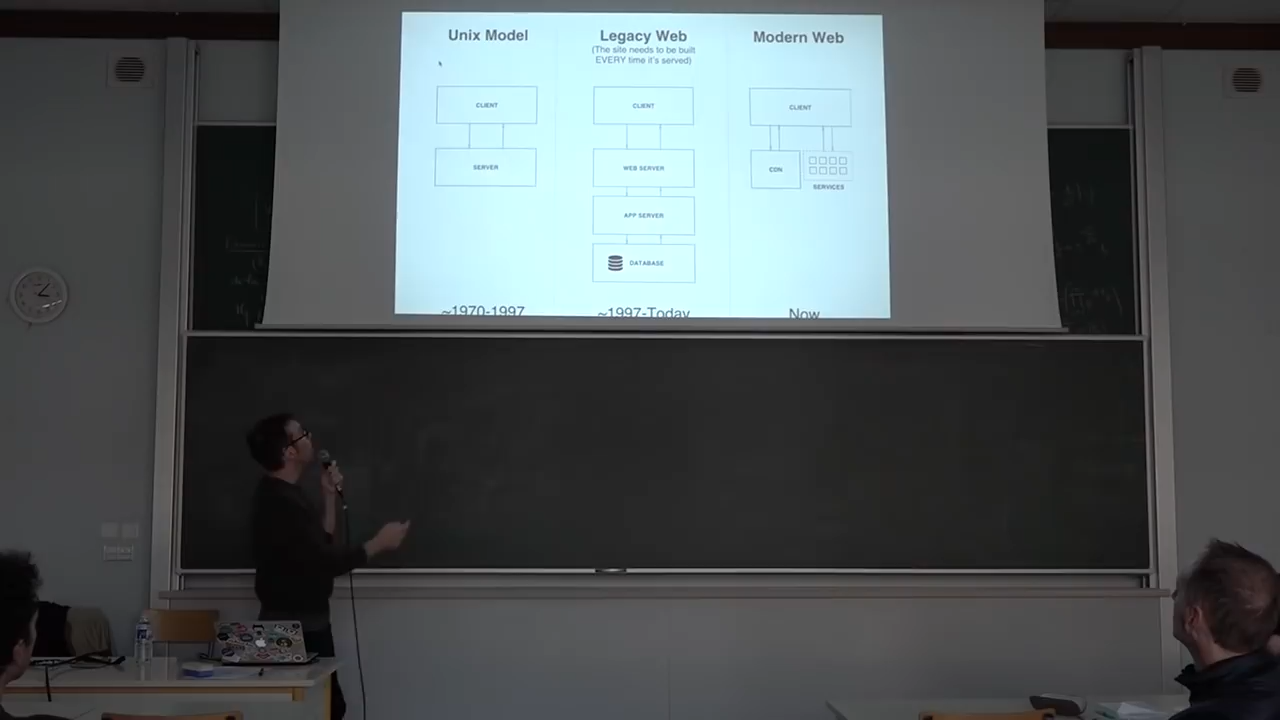 Unix Model
CLIENT
SERVER
~1970-1997
Legacy Web
(The site needs to be built
EVERY time it's served)
CLIENT
WEB SERVER
APP SERVER
DATABASE
~1997-Today
Modern Web
CLIENT
CDN
SERVICES
Now